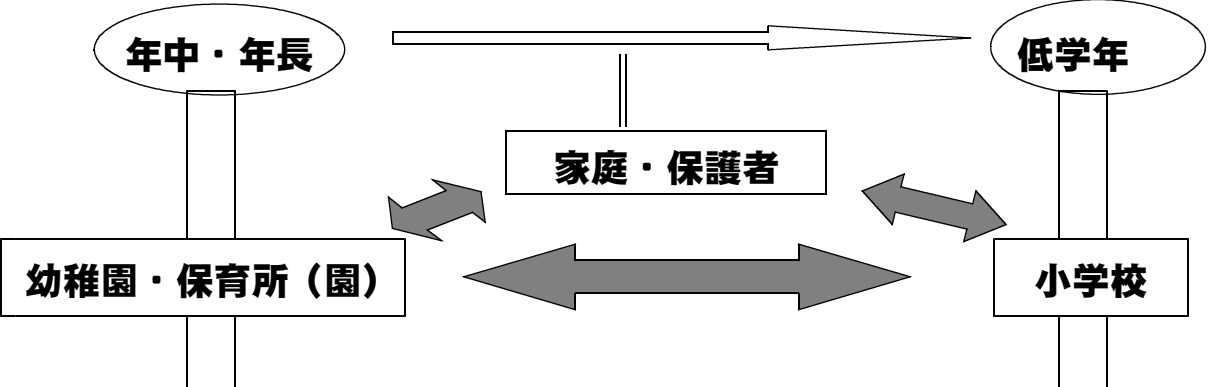 年中・年長
低学年
家庭・保護者
幼稚園・保育所（園）
小学校